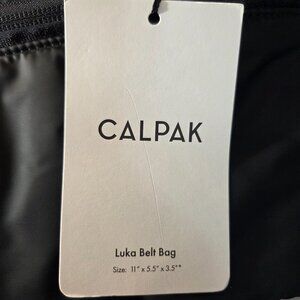 CALPAK
Luka Belt Bag
Size: 11" x 5.5" x 3.5"*